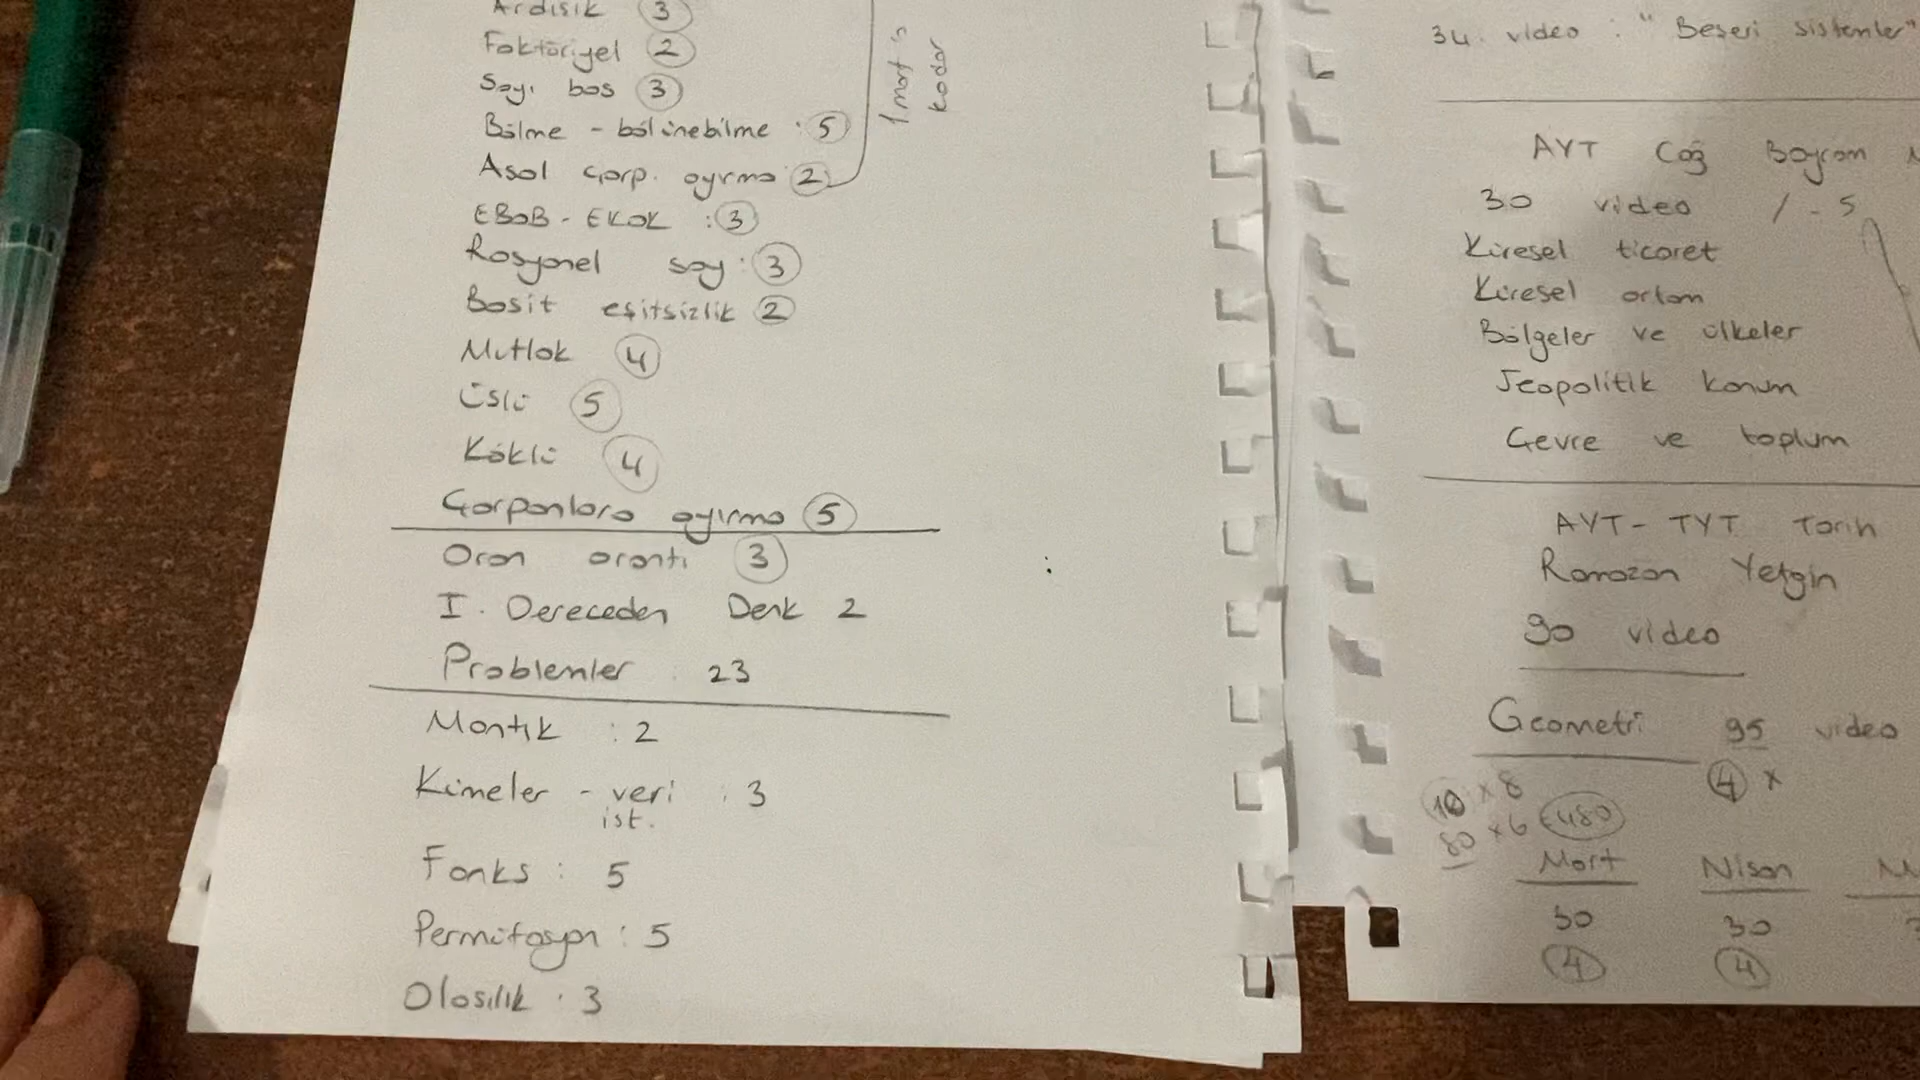 Ardışık 3
Faktöriyel 2
Sayı bas 3
Bölme - bölünebilme : 5
Asal çarp. ayırma 2
1 mart'a
kadar
EBOB - EKOK : 3
Rasyonel say : 3
Basit eşitsizlik 2
Mutlak 4
Üslü 5
Köklü 4
Çarpanlara ayırma 5
Oran orantı 3
I. Dereceden Denk 2
Problemler : 23
Mantık : 2
Kümeler - veri : 3
ist.
Fonks : 5
Permütasyon : 5
Olasılık : 3
34. video : "Beşeri sistemler"
AYT Coğ Bayram
30 video / - 5
Küresel ticaret
Küresel ortam
Bölgeler ve ülkeler
Jeopolitik konum
Çevre ve toplum
AYT - TYT Tarih
Ramazan Yetgin
90 video
Geometri 95 video
4 x
10 x 8
80 x 6 480
Mart Nisan
30 30
4 4